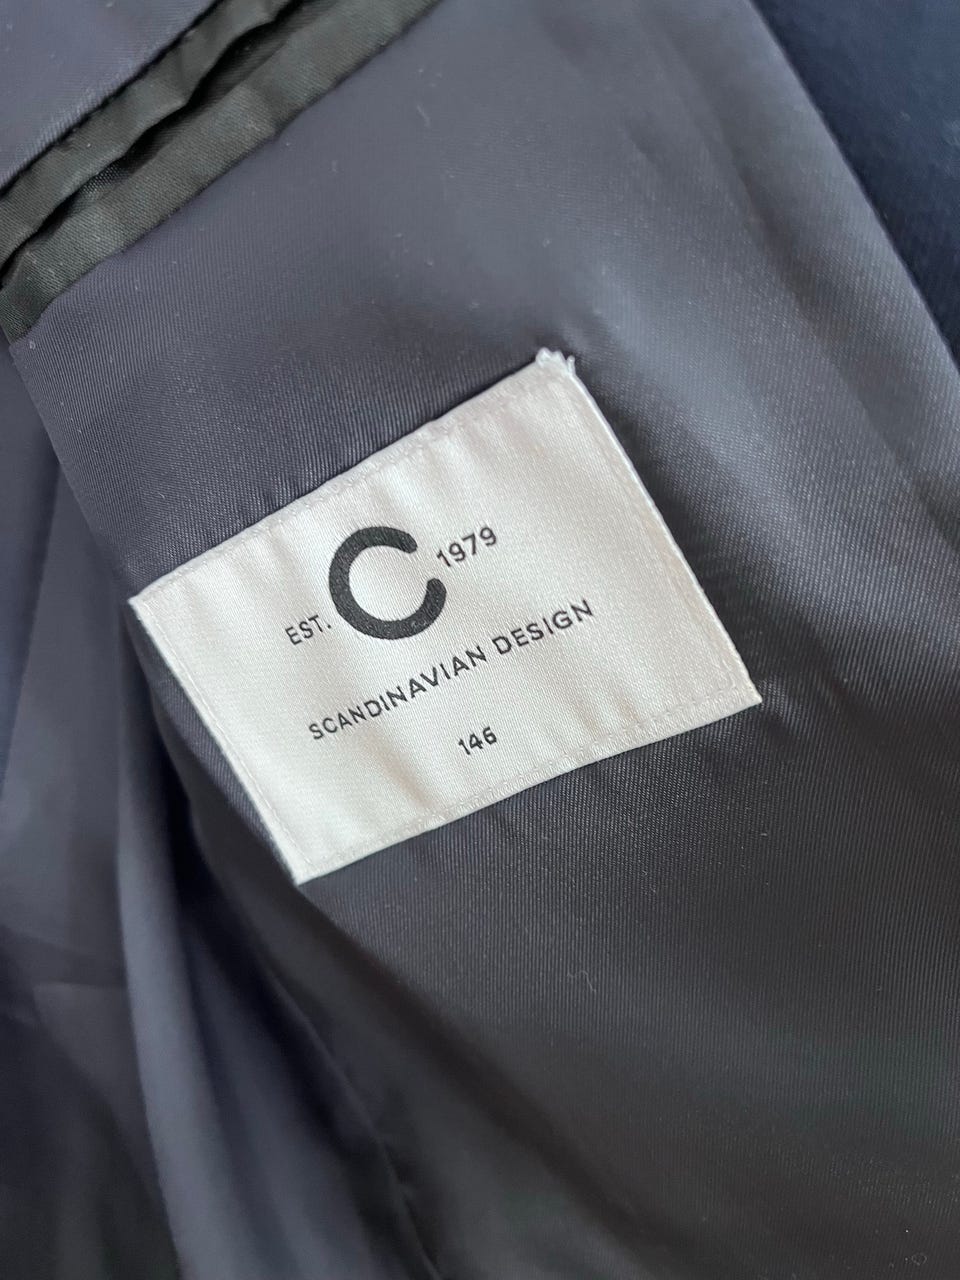 EST. C 1979
SCANDINAVIAN DESIGN
146